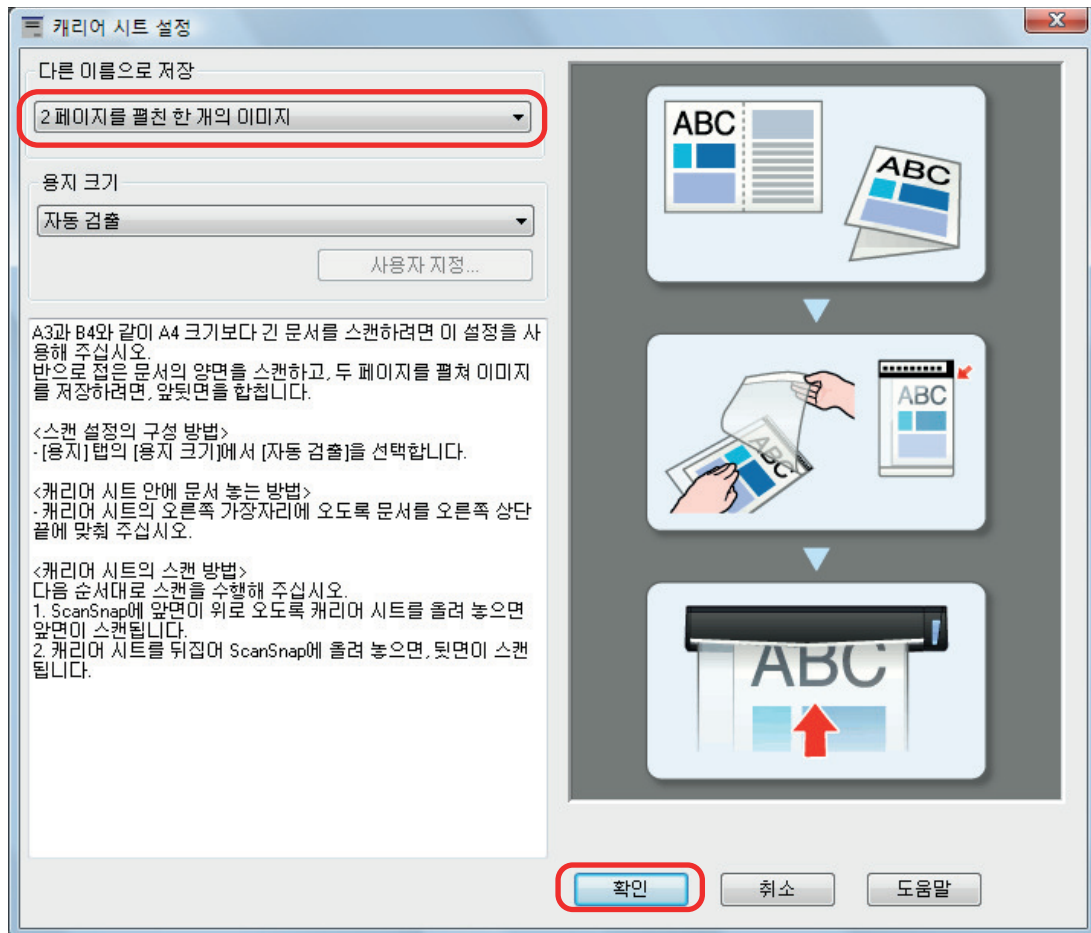 캐리어 시트 설정
다른 이름으로 저장
2 페이지를 펼친 한 개의 이미지
용지 크기
자동 검출
사용자 지정...
A3과 B4와 같이 A4 크기보다 긴 문서를 스캔하려면 이 설정을 사
용해 주십시오.
반으로 접은 문서의 양면을 스캔하고, 두 페이지를 펼쳐 이미지
를 저장하려면, 앞뒷면을 합칩니다.
<스캔 설정의 구성 방법>
- [용지] 탭의 [용지 크기]에서 [자동 검출]을 선택합니다.
<캐리어 시트 안에 문서 놓는 방법>
- 캐리어 시트의 오른쪽 가장자리에 오도록 문서를 오른쪽 상단
끝에 맞춰 주십시오.
<캐리어 시트의 스캔 방법>
다음 순서대로 스캔을 수행해 주십시오.
1. ScanSnap에 앞면이 위로 오도록 캐리어 시트를 올려 놓으면
앞면이 스캔됩니다.
2. 캐리어 시트를 뒤집어 ScanSnap에 올려 놓으면, 뒷면이 스캔
됩니다.
ABC
ABC
ABC
ABC
ABC
확인
취소
도움말